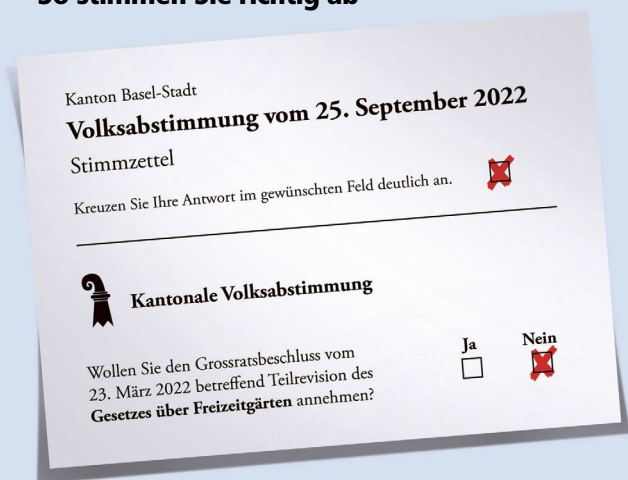 So stimmen Sie richtig ab
Kanton Basel-Stadt
Volksabstimmung vom 25. September 2022
Stimmzettel
Kreuzen Sie Ihre Antwort im gewünschten Feld deutlich an.
Kantonale Volksabstimmung
Ja Nein
Wollen Sie den Grossratsbeschluss vom
23. März 2022 betreffend Teilrevision des
Gesetzes über Freizeitgärten annehmen?